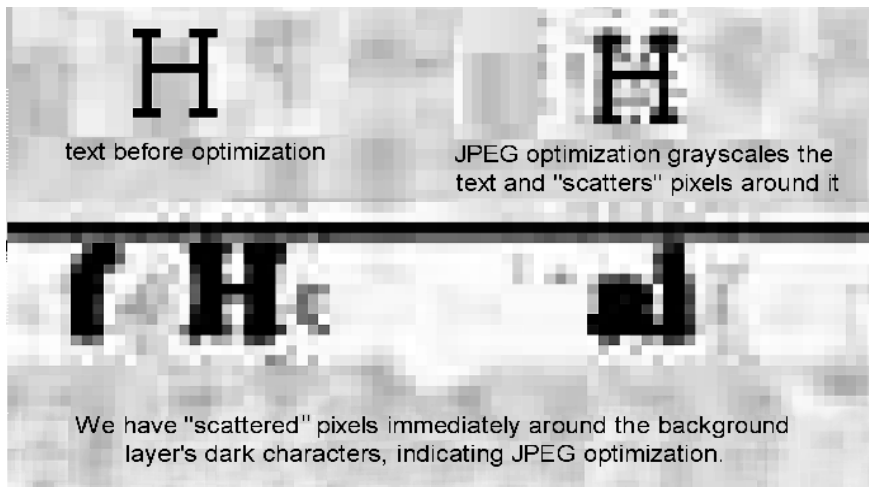 H H
text before optimization
JPEG optimization grayscales the
text and "scatters" pixels around it
H
We have "scattered" pixels immediately around the background
layer's dark characters, indicating JPEG optimization.